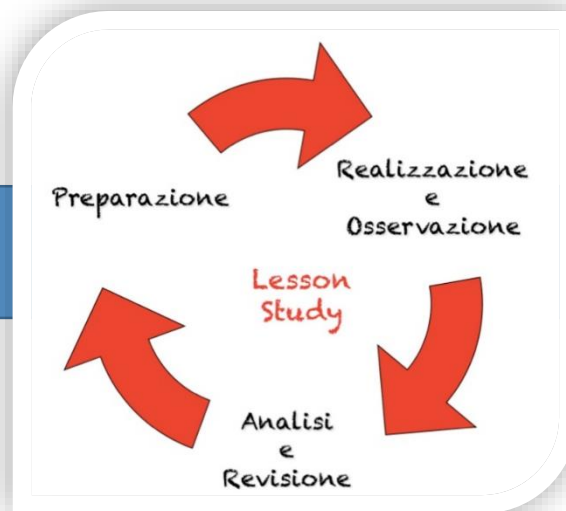 Preparazione
Realizzazione
e
Osservazione
Lesson
Study
Analisi
e
Revisione